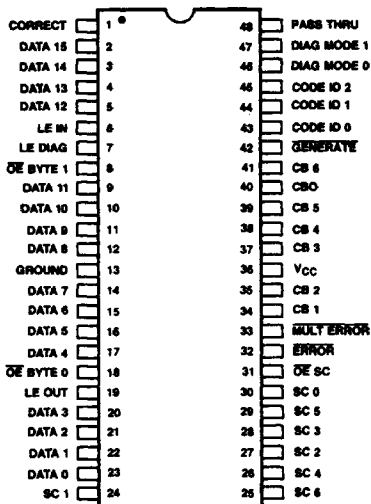 CORRECT 1 48 PASS THRU
DATA 15 2 47 DIAG MODE 1
DATA 14 3 46 DIAG MODE 0
DATA 13 4 45 CODE ID 2
DATA 12 5 44 CODE ID 1
LE IN 6 43 CODE ID 0
LE DIAG 7 42 GENERATE
OE BYTE 1 8 41 CB 6
DATA 11 9 40 CBO
DATA 10 10 39 CB 5
DATA 9 11 38 CB 4
DATA 8 12 37 CB 3
GROUND 13 36 VCC
DATA 7 14 35 CB 2
DATA 6 15 34 CB 1
DATA 5 16 33 MULT ERROR
DATA 4 17 32 ERROR
OE BYTE 0 18 31 OE SC
LE OUT 19 30 SC 0
DATA 3 20 29 SC 5
DATA 2 21 28 SC 3
DATA 1 22 27 SC 2
DATA 0 23 26 SC 4
SC 1 24 25 SC 6